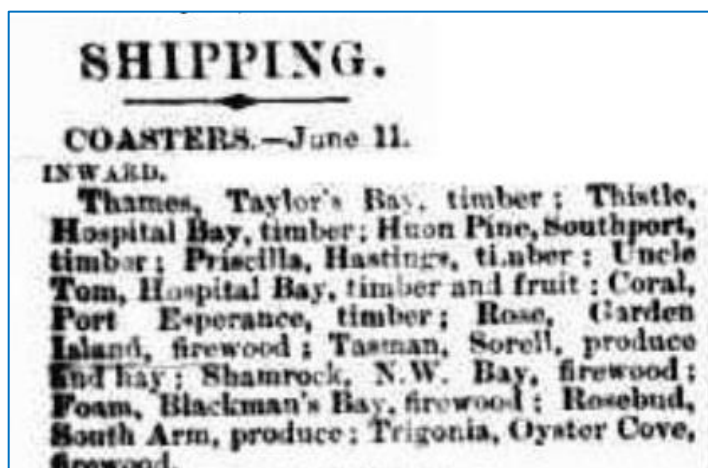 SHIPPING.
COASTERS.—June 11.
INWARD.
Thames, Taylor's Bay, timber; Thistle,
Hospital Bay, timber; Huon Pine, Southport,
timber; Priscilla, Hastings, timber; Uncle
Tom, Hospital Bay, timber and fruit; Coral,
Port Esperance, timber; Rose, Garden
Island, firewood; Tasman, Sorell, produce
and hay; Shamrock, N.W. Bay, firewood;
Foam, Blackman's Bay, firewood; Rosebud,
South Arm, produce; Trigonia, Oyster Cove,
firewood.